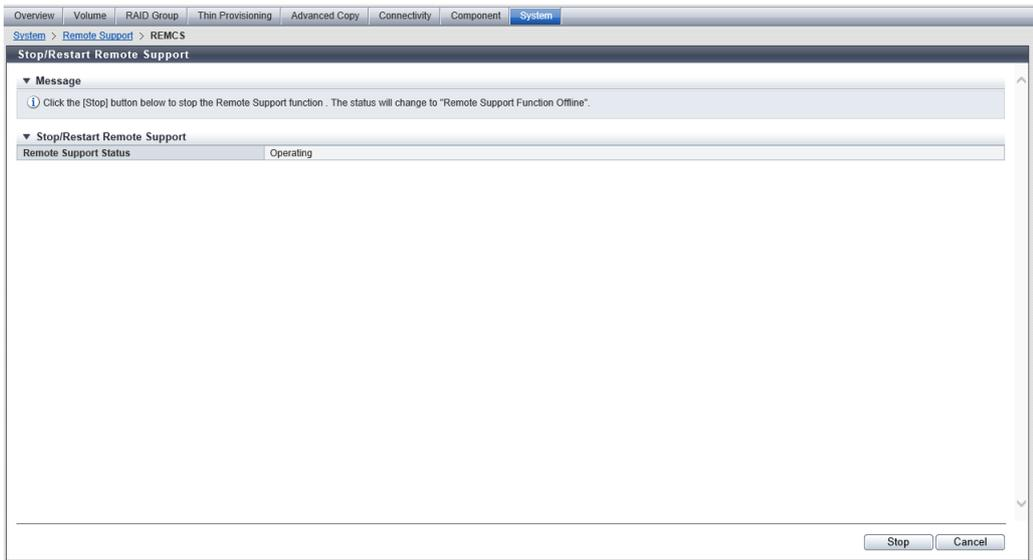 Overview Volume RAID Group Thin Provisioning Advanced Copy Connectivity Component System
System > Remote Support > REMCS
Stop/Restart Remote Support
Message
Click the [Stop] button below to stop the Remote Support function . The status will change to "Remote Support Function Offline".
Stop/Restart Remote Support
Remote Support Status Operating
Stop Cancel